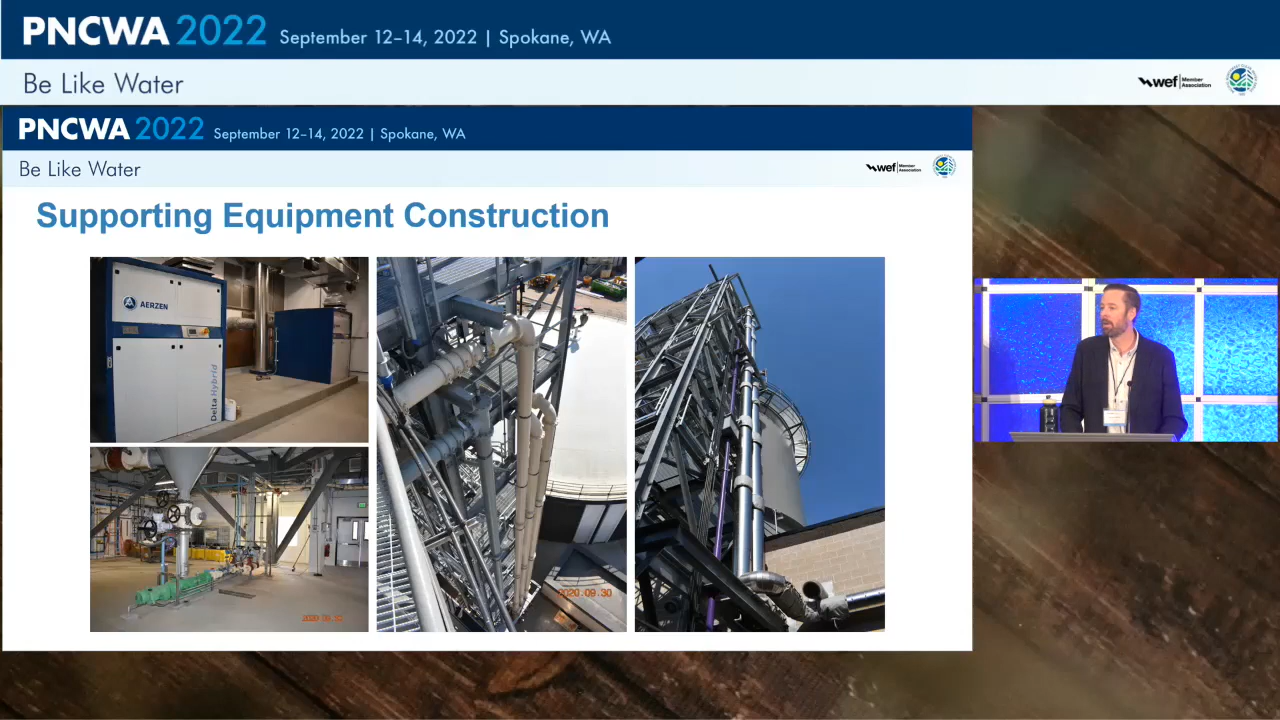 PNCWA 2022 September 12–14, 2022 | Spokane, WA
Be Like Water
wef Member Association
PNCWA 2022 September 12–14, 2022 | Spokane, WA
Be Like Water
wef Member Association
Supporting Equipment Construction
AERZEN
Delta Hybrid
2020.09.30